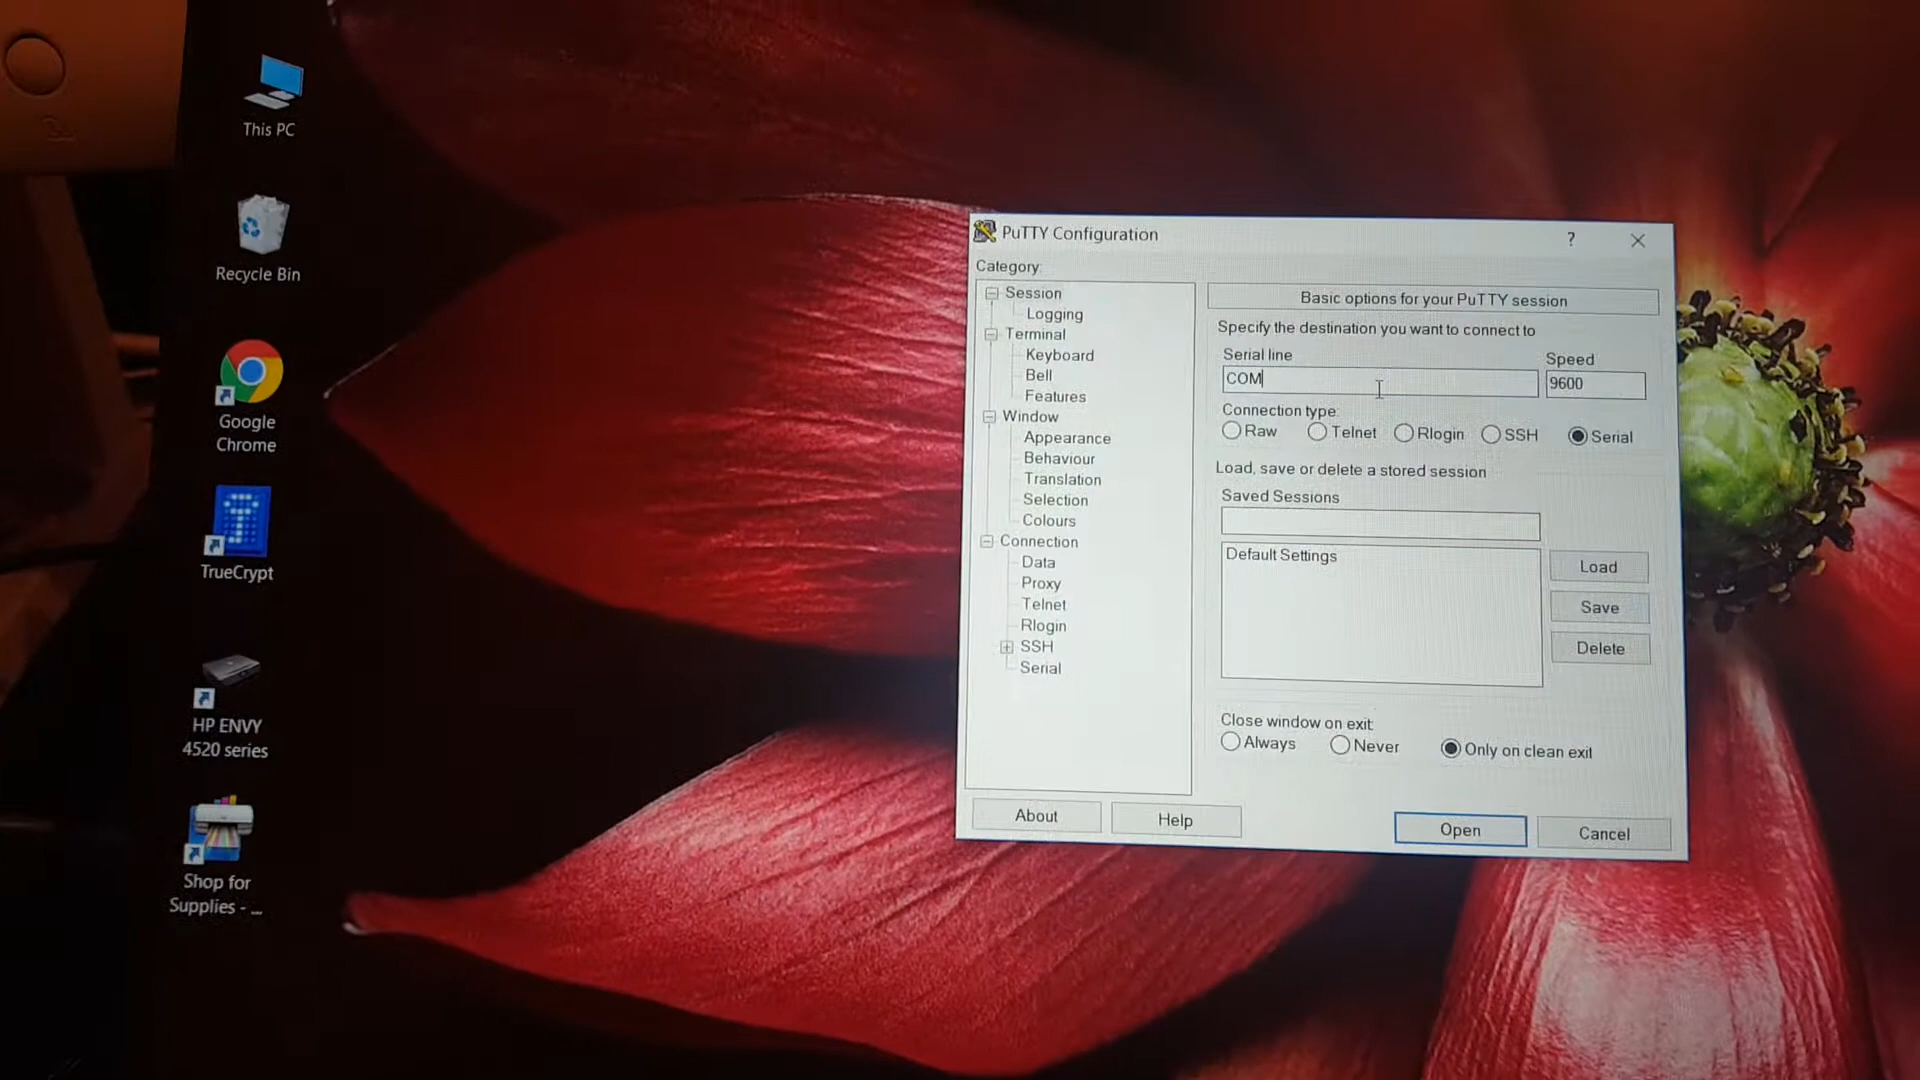 This PC
Recycle Bin
Google
Chrome
TrueCrypt
HP ENVY
4520 series
Shop for
Supplies - ...
PuTTY Configuration
?
Category:
Session
Logging
Terminal
Keyboard
Bell
Features
Window
Appearance
Behaviour
Translation
Selection
Colours
Connection
Data
Proxy
Telnet
Rlogin
SSH
Serial
Basic options for your PuTTY session
Specify the destination you want to connect to
Serial line
Speed
COM
9600
Connection type:
Raw
Telnet
Rlogin
SSH
Serial
Load, save or delete a stored session
Saved Sessions
Default Settings
Load
Save
Delete
Close window on exit:
Always
Never
Only on clean exit
About
Help
Open
Cancel